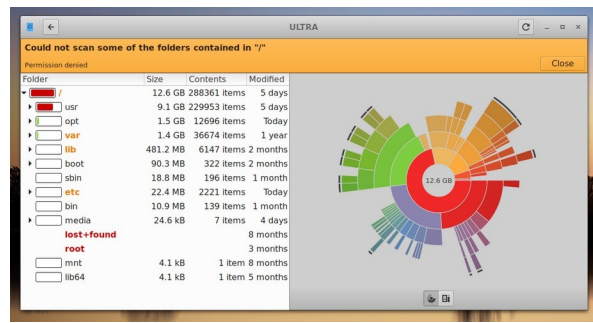 ULTRA
Could not scan some of the folders contained in "/"
Permission denied
Close
Folder Size Contents Modified
/ 12.6 GB 288361 items 5 days
usr 9.1 GB 229953 items 5 days
opt 1.5 GB 12696 items Today
var 1.4 GB 36674 items 1 year
lib 481.2 MB 6147 items 2 months
boot 90.3 MB 322 items 2 months
sbin 18.8 MB 196 items 1 month
etc 22.4 MB 2221 items Today
bin 10.9 MB 139 items 1 month
media 24.6 kB 7 items 4 days
lost+found 8 months
root 3 months
mnt 4.1 kB 1 item 8 months
lib64 4.1 kB 1 item 5 months
12.6 GB